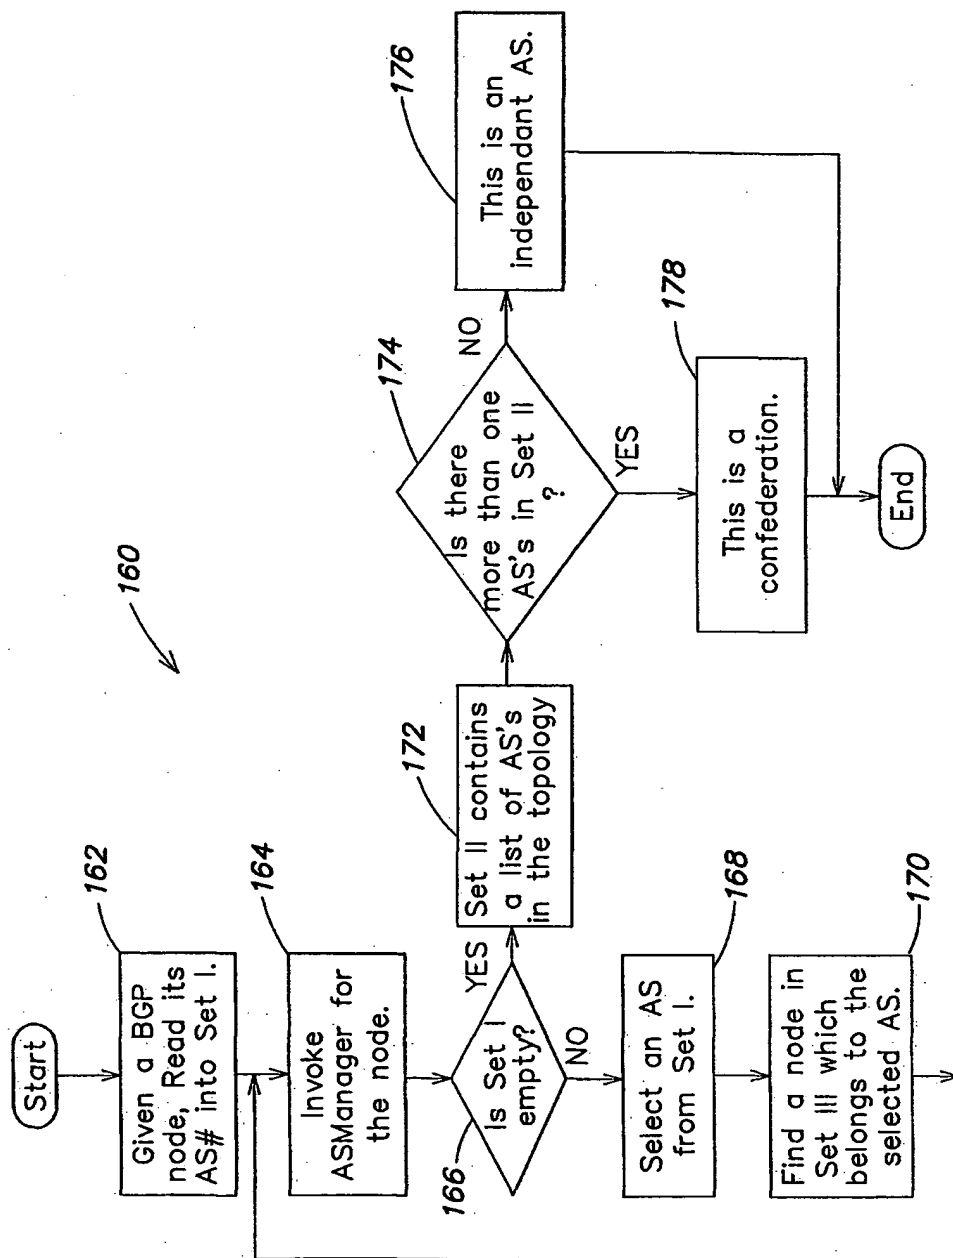 160
Start
162
Given a BGP
node, Read its
AS# into Set I.
164
Invoke
ASManager for
the node.
166
Is Set I
empty?
YES
NO
168
Select an AS
from Set I.
170
Find a node in
Set III which
belongs to the
selected AS.
172
Set II contains
a list of AS's
in the topology
174
Is there
more than one
AS's in Set II
?
NO
YES
176
This is an
independant AS.
178
This is a
confederation.
End